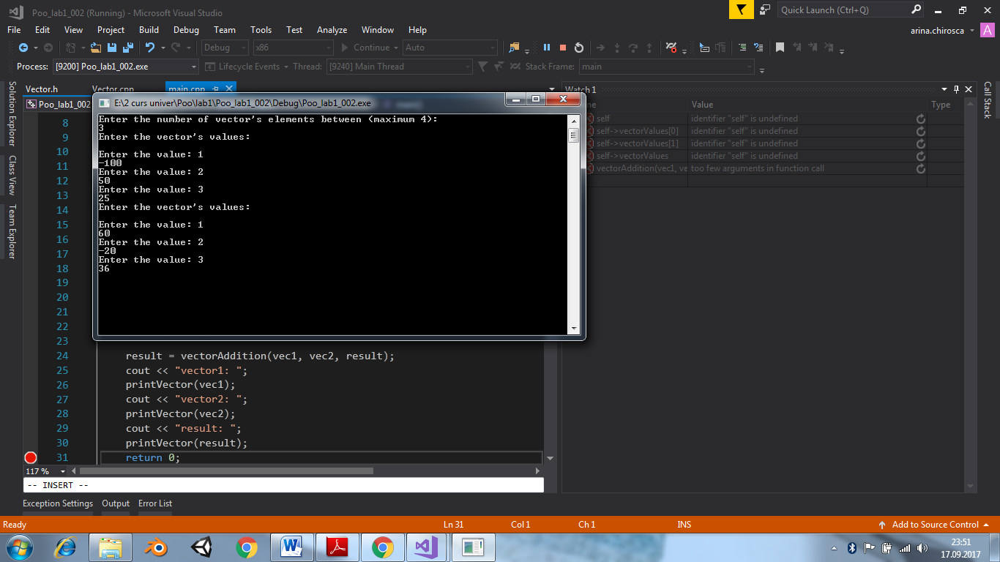 Poo_lab1_002 (Running) - Microsoft Visual Studio
Quick Launch (Ctrl+Q)
File Edit View Project Build Debug Team Tools Test Analyze Window Help
arina.chirosca A
Debug x86 Continue Auto
Process: [9200] Poo_lab1_002.exe Lifecycle Events Thread: [9240] Main Thread Stack Frame: main
Solution Explorer
Class View
Team Explorer
Vector.h Vector.cpp main.cpp
Poo_lab1_002
E:\2 curs univer\Poo\lab1\Poo_lab1_002\Debug\Poo_lab1_002.exe
Enter the number of vector's elements between (maximum 4):
3
Enter the vector's values:
Enter the value: 1
-100
Enter the value: 2
50
Enter the value: 3
25
Enter the vector's values:
Enter the value: 1
60
Enter the value: 2
-20
Enter the value: 3
36
8
9
10
11
12
13
14
15
16
17
18
19
20
21
22
23
24 result = vectorAddition(vec1, vec2, result);
25 cout << "vector1: ";
26 printVector(vec1);
27 cout << "vector2: ";
28 printVector(vec2);
29 cout << "result: ";
30 printVector(result);
31 return 0;
117 %
-- INSERT --
Watch 1
Value Type
self identifier "self" is undefined
self->vectorValues[0] identifier "self" is undefined
self->vectorValues[1] identifier "self" is undefined
self->vectorValues identifier "self" is undefined
vectorAddition(vec1, ve too few arguments in function call
Call Stack
Exception Settings Output Error List
Ready Ln 31 Col 1 Ch 1 INS Add to Source Control
23:51
17.09.2017